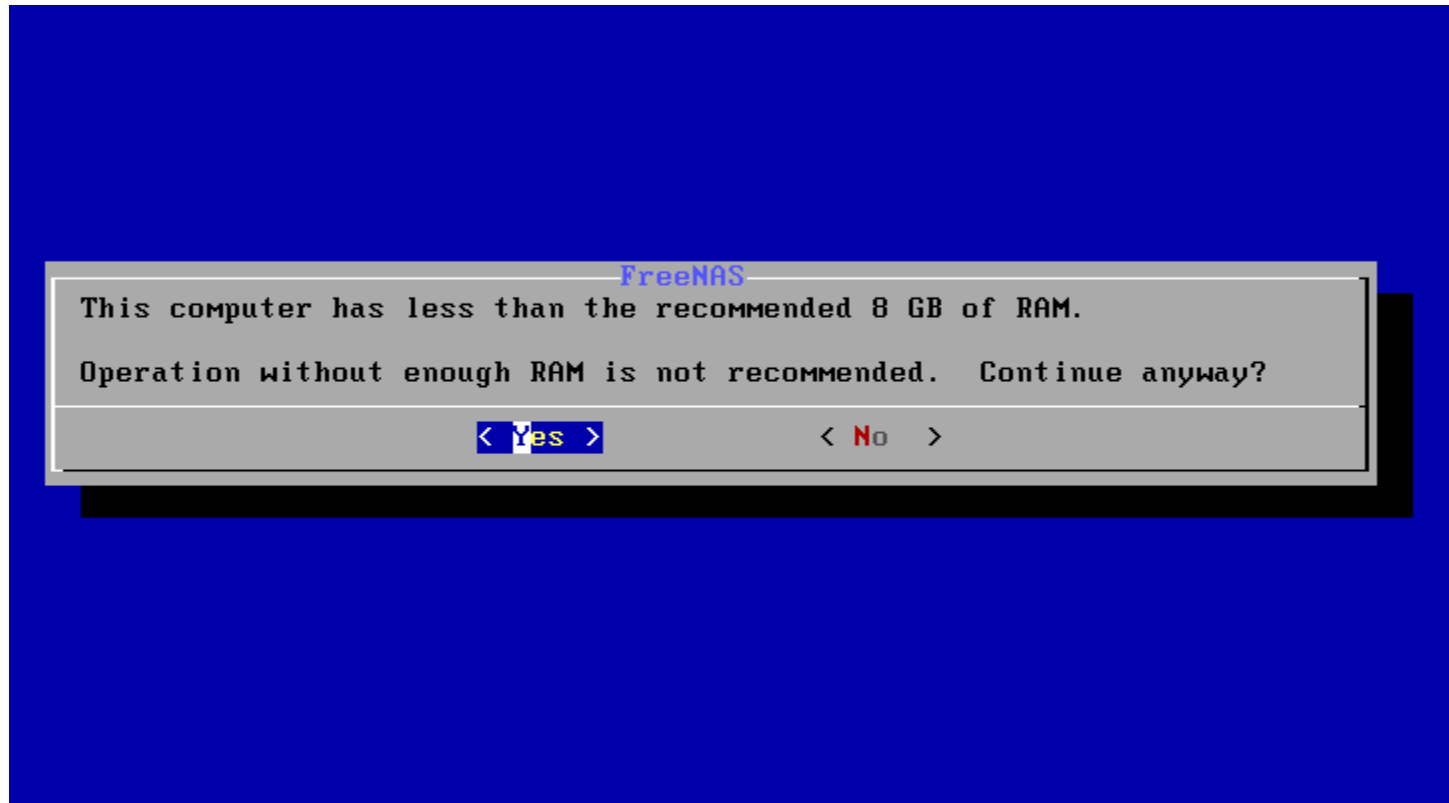 FreeNAS
This computer has less than the recommended 8 GB of RAM.
Operation without enough RAM is not recommended.  Continue anyway?
< Yes >          < No  >